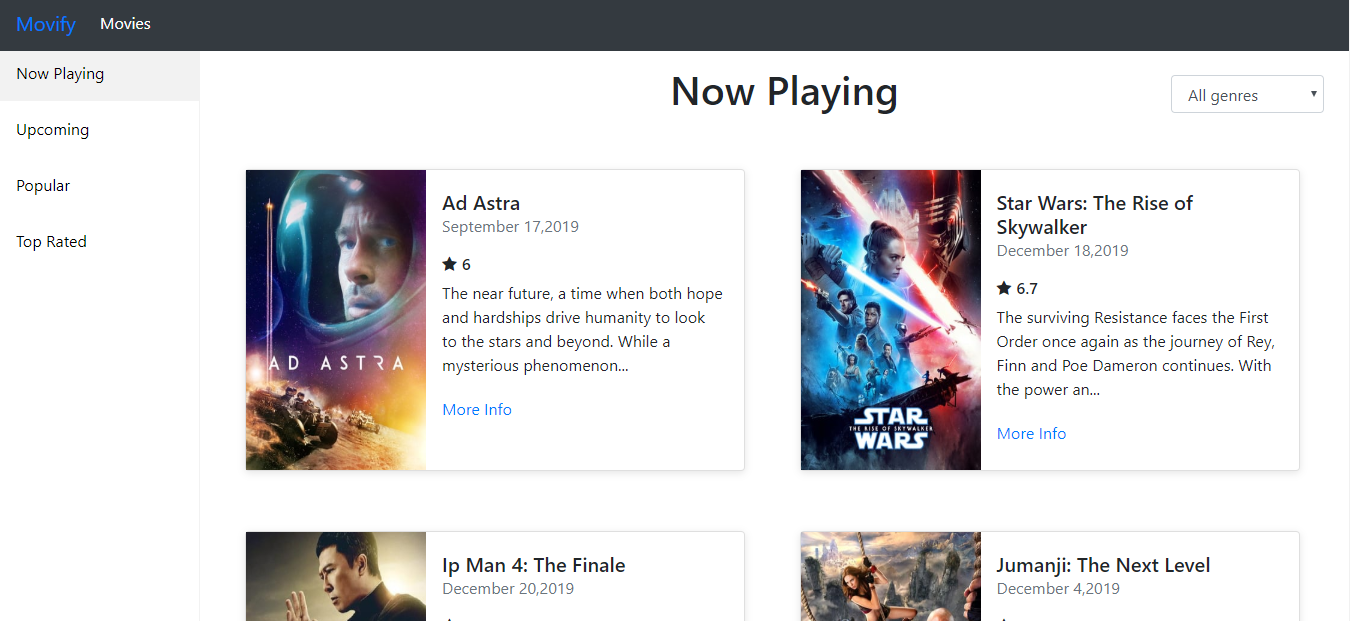 Movify Movies
Now Playing
Upcoming
Popular
Top Rated
Now Playing
All genres
AD ASTRA
Ad Astra
September 17,2019
6
The near future, a time when both hope
and hardships drive humanity to look
to the stars and beyond. While a
mysterious phenomenon...
More Info
STAR
THE RISE OF SKYWALKER
WARS
Star Wars: The Rise of
Skywalker
December 18,2019
6.7
The surviving Resistance faces the First
Order once again as the journey of Rey,
Finn and Poe Dameron continues. With
the power an...
More Info
Ip Man 4: The Finale
December 20,2019
Jumanji: The Next Level
December 4,2019